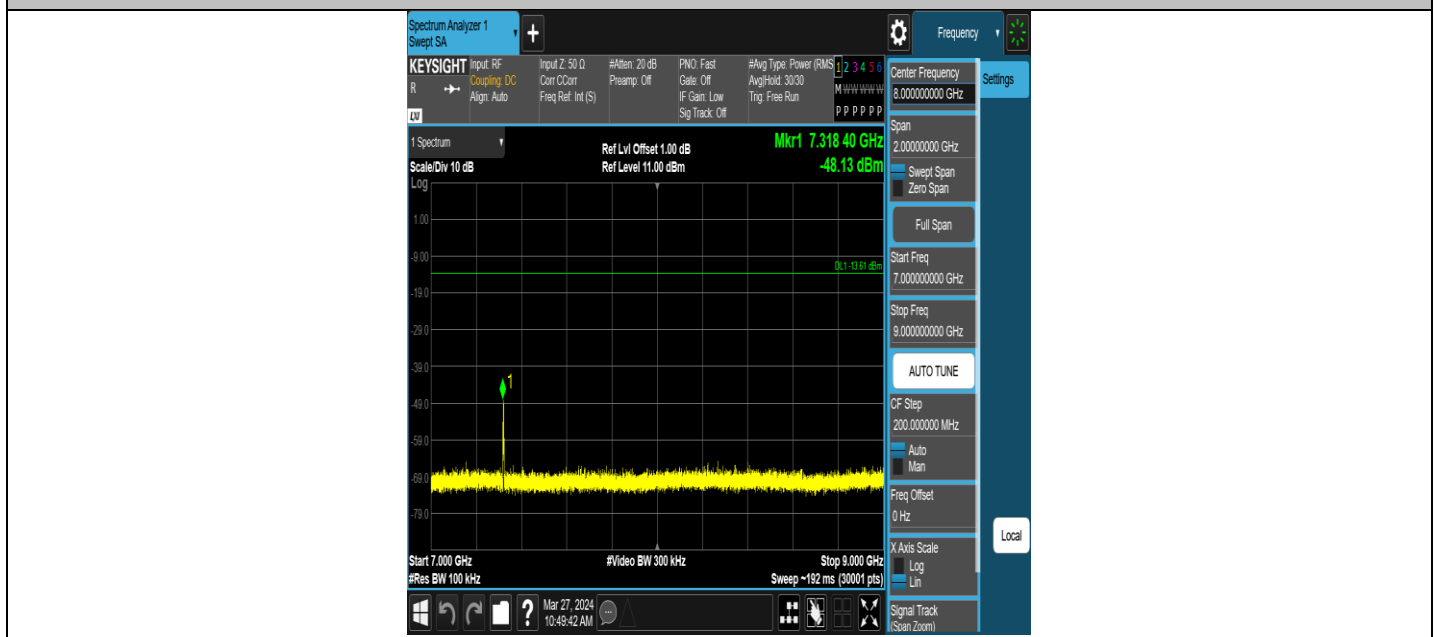 Spectrum Analyzer 1
Swept SA
+
Frequency
KEYSIGHT
R
LXI
Input: RF
Coupling: DC
Align: Auto
Input Z: 50 Ω
Corr CCorr
Freq Ref: Int (S)
#Atten: 20 dB
Preamp: Off
PNO: Fast
Gate: Off
IF Gain: Low
Sig Track: Off
#Avg Type: Power (RMS
Avg|Hold: 30/30
Trig: Free Run
1 2 3 4 5 6
M W W W W W
P P P P P P
Center Frequency
8.000000000 GHz
Settings
Span
2.00000000 GHz
Swept Span
Zero Span
Full Span
Start Freq
7.000000000 GHz
Stop Freq
9.000000000 GHz
AUTO TUNE
CF Step
200.000000 MHz
Auto
Man
Freq Offset
0 Hz
X Axis Scale
Log
Lin
Signal Track
(Span Zoom)
Local
1 Spectrum
Scale/Div 10 dB
Log
Ref Lvl Offset 1.00 dB
Ref Level 11.00 dBm
Mkr1 7.318 40 GHz
-48.13 dBm
1.00
-9.00
DL1 -13.61 dBm
-19.0
-29.0
-39.0
1
-49.0
-59.0
-69.0
-79.0
Start 7.000 GHz
#Video BW 300 kHz
Stop 9.000 GHz
#Res BW 100 kHz
Sweep ~192 ms (30001 pts)
?
Mar 27, 2024
10:49:42 AM